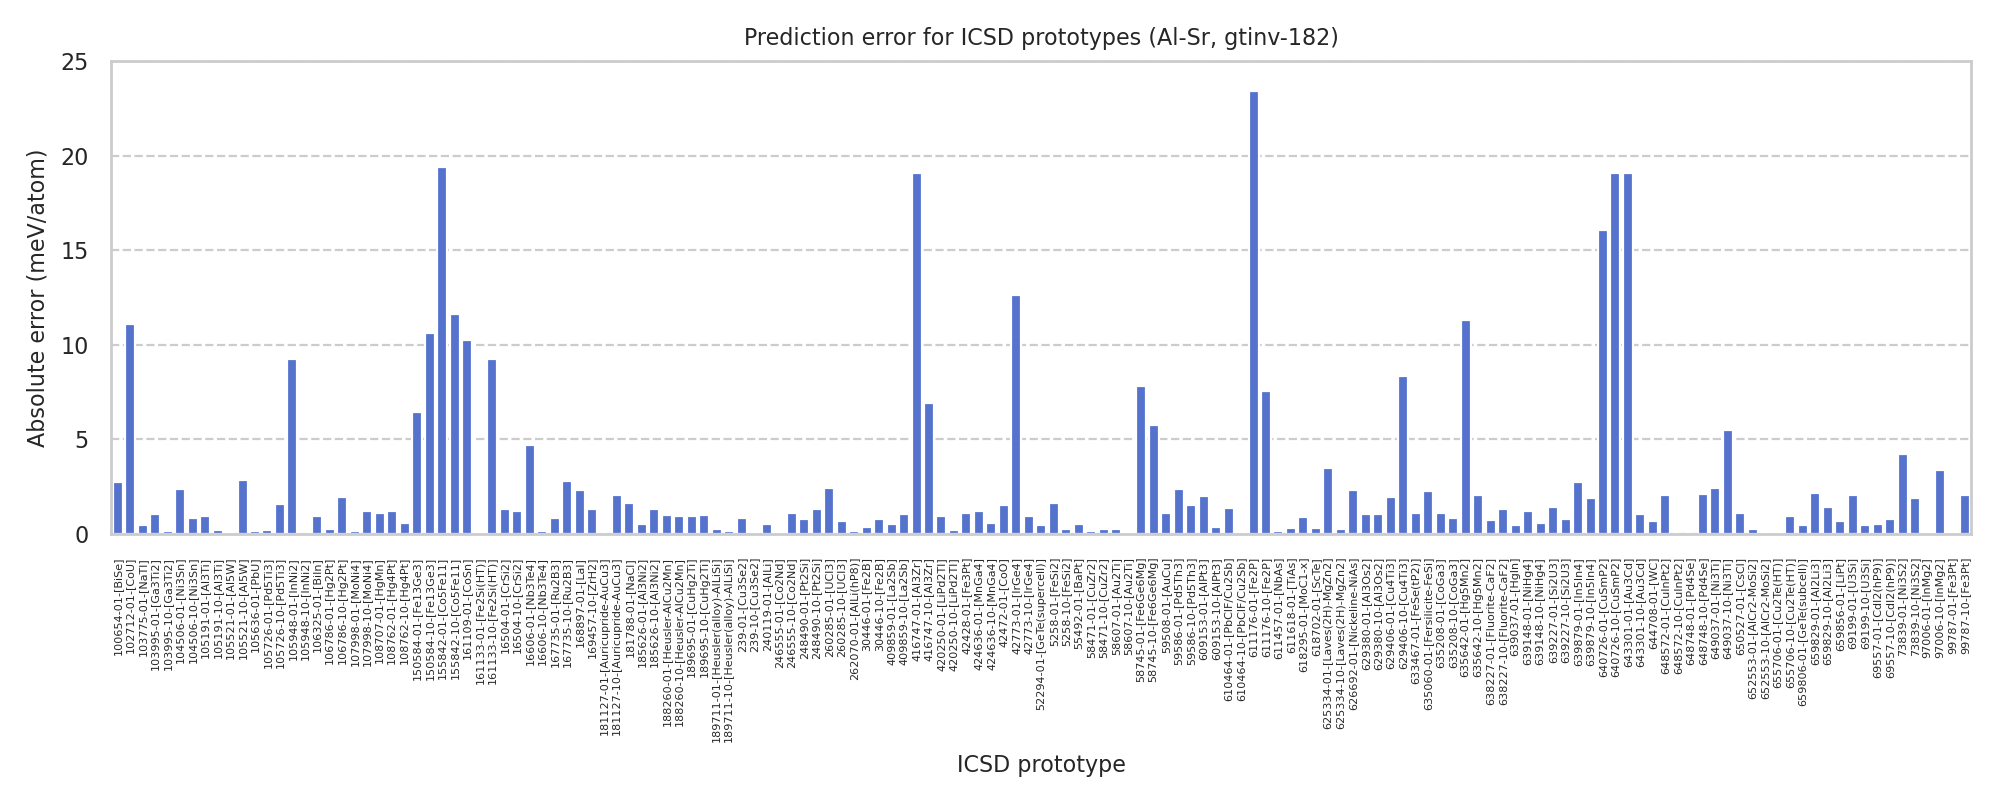 Prediction error for ICSD prototypes (Al-Sr, gtinv-182)
Absolute error (meV/atom)
25
20
15
10
5
0
100654-01-[BiSe]
102712-01-[CoU]
103775-01-[NaTl]
103995-01-[Ga3Ti2]
103995-10-[Ga3Ti2]
104506-01-[Ni3Sn]
104506-10-[Ni3Sn]
105191-01-[Al3Ti]
105191-10-[Al3Ti]
105521-01-[Al5W]
105521-10-[Al5W]
105636-01-[PbU]
105726-01-[Pd5Ti3]
105726-10-[Pd5Ti3]
105948-01-[InNi2]
105948-10-[InNi2]
106325-01-[BiIn]
106786-01-[Hg2Pt]
106786-10-[Hg2Pt]
107998-01-[MoNi4]
107998-10-[MoNi4]
108707-01-[HgMn]
108762-01-[Hg4Pt]
108762-10-[Hg4Pt]
150584-01-[Fe13Ge3]
150584-10-[Fe13Ge3]
155842-01-[Co5Fe11]
155842-10-[Co5Fe11]
161109-01-[CoSn]
161133-01-[Fe2Si(HT)]
161133-10-[Fe2Si(HT)]
16504-01-[CrSi2]
16504-10-[CrSi2]
16606-01-[Nb3Te4]
16606-10-[Nb3Te4]
167735-01-[Ru2B3]
167735-10-[Ru2B3]
168897-01-[LaI]
169457-10-[ZrH2]
181127-01-[Auricupride-AuCu3]
181127-10-[Auricupride-AuCu3]
181788-01-[NaCl]
185626-01-[Al3Ni2]
185626-10-[Al3Ni2]
188260-01-[Heusler-AlCu2Mn]
188260-10-[Heusler-AlCu2Mn]
189695-01-[CuHg2Ti]
189695-10-[CuHg2Ti]
189711-01-[Heusler(alloy)-AlLiSi]
189711-10-[Heusler(alloy)-AlLiSi]
239-01-[Cu3Se2]
239-10-[Cu3Se2]
240119-01-[AlLi]
246555-01-[Co2Nd]
246555-10-[Co2Nd]
248490-01-[Pt2Si]
248490-10-[Pt2Si]
260285-01-[UCl3]
260285-10-[UCl3]
262070-01-[AlLi(hP8)]
30446-01-[Fe2B]
30446-10-[Fe2B]
409859-01-[La2Sb]
409859-10-[La2Sb]
416747-01-[Al3Zr]
416747-10-[Al3Zr]
420250-01-[LiPd2Tl]
420250-10-[LiPd2Tl]
42428-01-[Fe3Pt]
424636-01-[MnGa4]
424636-10-[MnGa4]
42472-01-[CoO]
42773-01-[IrGe4]
42773-10-[IrGe4]
52294-01-[GeTe(supercell)]
5258-01-[FeSi2]
5258-10-[FeSi2]
55492-01-[BaPt]
58471-01-[CuZr2]
58471-10-[CuZr2]
58607-01-[Au2Ti]
58607-10-[Au2Ti]
58745-01-[Fe6Ge6Mg]
58745-10-[Fe6Ge6Mg]
59508-01-[AuCu]
59586-01-[Pd5Th3]
59586-10-[Pd5Th3]
609153-01-[AlPt3]
609153-10-[AlPt3]
610464-01-[PbClF/Cu2Sb]
610464-10-[PbClF/Cu2Sb]
611176-01-[Fe2P]
611176-10-[Fe2P]
611457-01-[NbAs]
611618-01-[TiAs]
618295-01-[MoC1-x]
618702-01-[ScTe]
625334-01-[Laves(2H)-MgZn2]
625334-10-[Laves(2H)-MgZn2]
626692-01-[Nickeline-NiAs]
629380-01-[Al3Os2]
629380-10-[Al3Os2]
629406-01-[Cu4Ti3]
629406-10-[Cu4Ti3]
633467-01-[FeSe(tP2)]
635060-01-[Fersilicite-FeSi]
635208-01-[CoGa3]
635208-10-[CoGa3]
635642-01-[Hg5Mn2]
635642-10-[Hg5Mn2]
638227-01-[Fluorite-CaF2]
638227-10-[Fluorite-CaF2]
639037-01-[HgIn]
639148-01-[NiHg4]
639148-10-[NiHg4]
639227-01-[Si2U3]
639227-10-[Si2U3]
639879-01-[In5In4]
639879-10-[In5In4]
640726-01-[CuSmP2]
640726-10-[CuSmP2]
643301-01-[Au3Cd]
643301-10-[Au3Cd]
644708-01-[WC]
648572-01-[CuInPt2]
648572-10-[CuInPt2]
648748-01-[Pd4Se]
648748-10-[Pd4Se]
649037-01-[Ni3Ti]
649037-10-[Ni3Ti]
650527-01-[CsCl]
652553-01-[AlCr2-MoSi2]
652553-10-[AlCr2-MoSi2]
655706-01-[Cu2Te(HT)]
655706-10-[Cu2Te(HT)]
659806-01-[GeTe(subcell)]
659829-01-[Al2Li3]
659829-10-[Al2Li3]
659856-01-[LiPt]
69199-01-[U3Si]
69199-10-[U3Si]
69557-01-[CdI2(hP9)]
69557-10-[CdI2(hP9)]
73839-01-[Ni3S2]
73839-10-[Ni3S2]
97006-01-[InMg2]
97006-10-[InMg2]
99787-01-[Fe3Pt]
99787-10-[Fe3Pt]
ICSD prototype